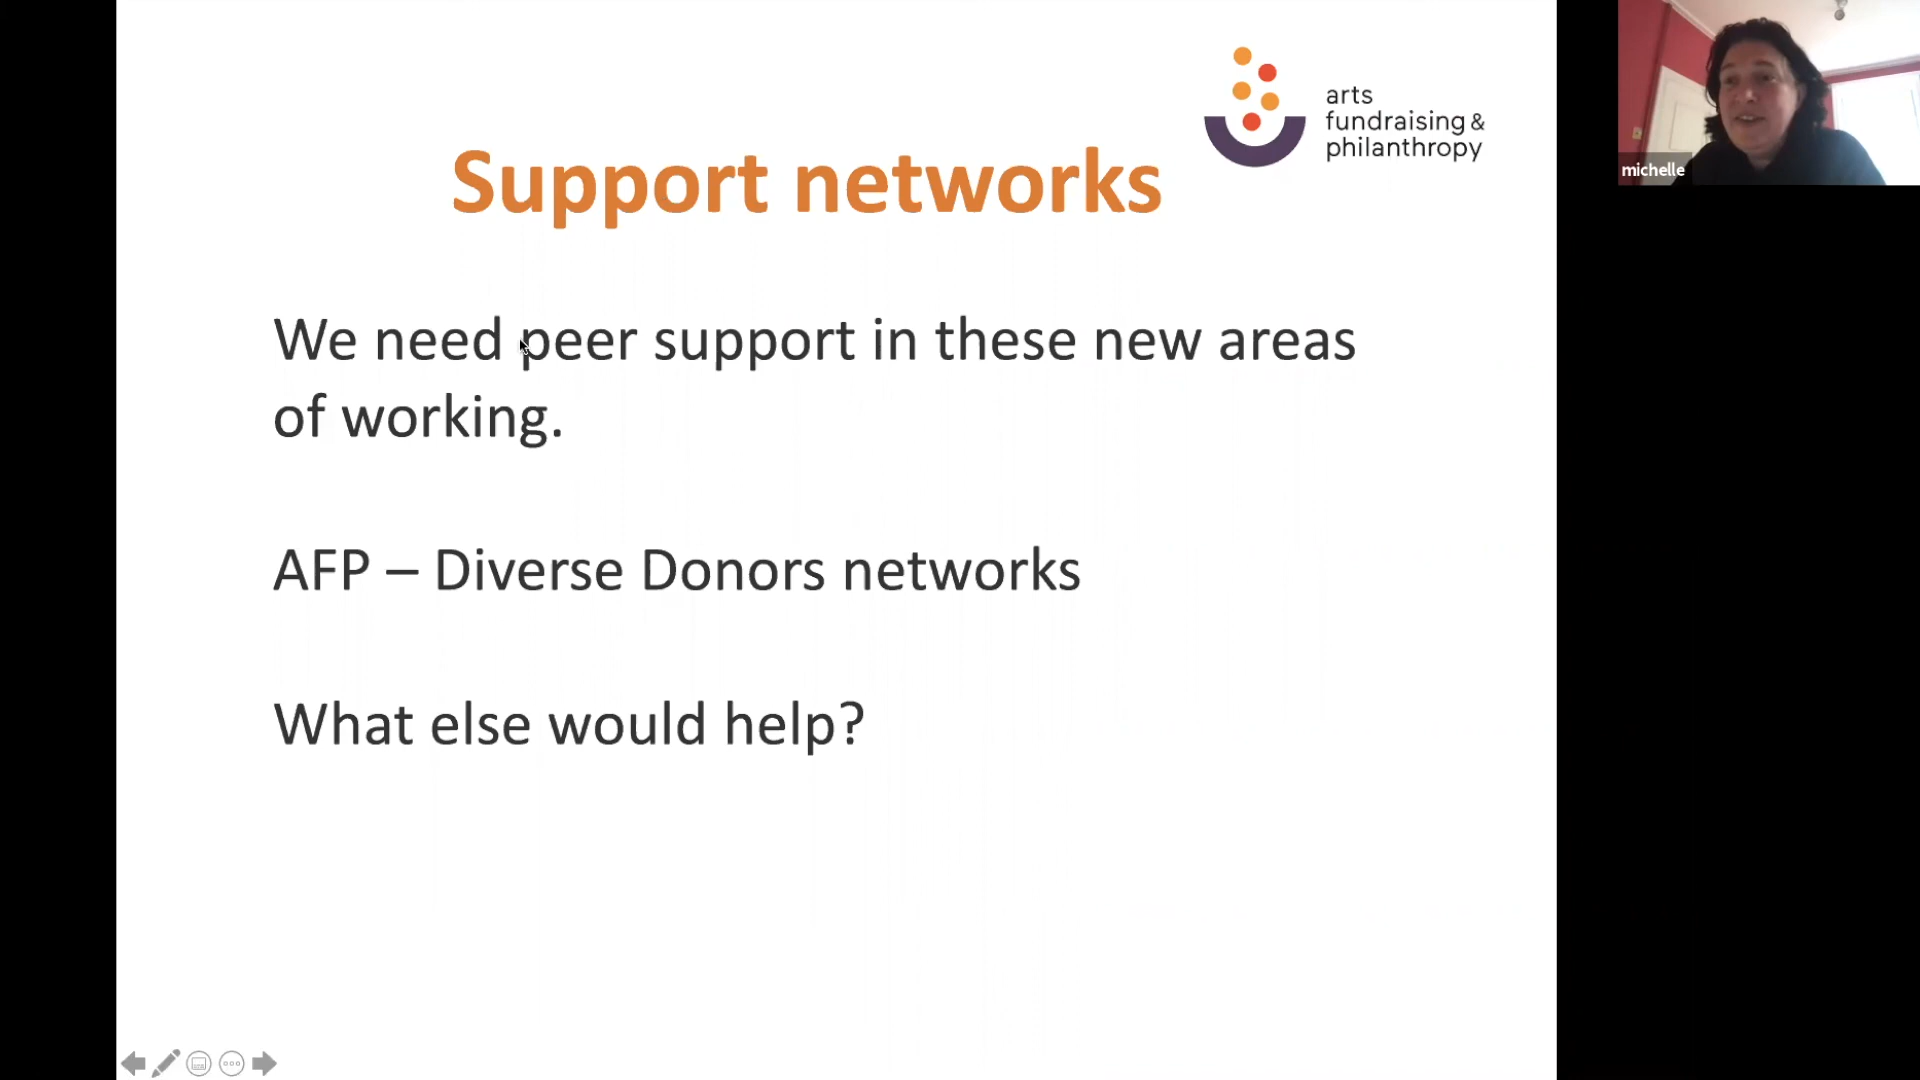 arts
fundraising &
philanthropy
Support networks
michelle
We need peer support in these new areas
of working.
AFP – Diverse Donors networks
What else would help?